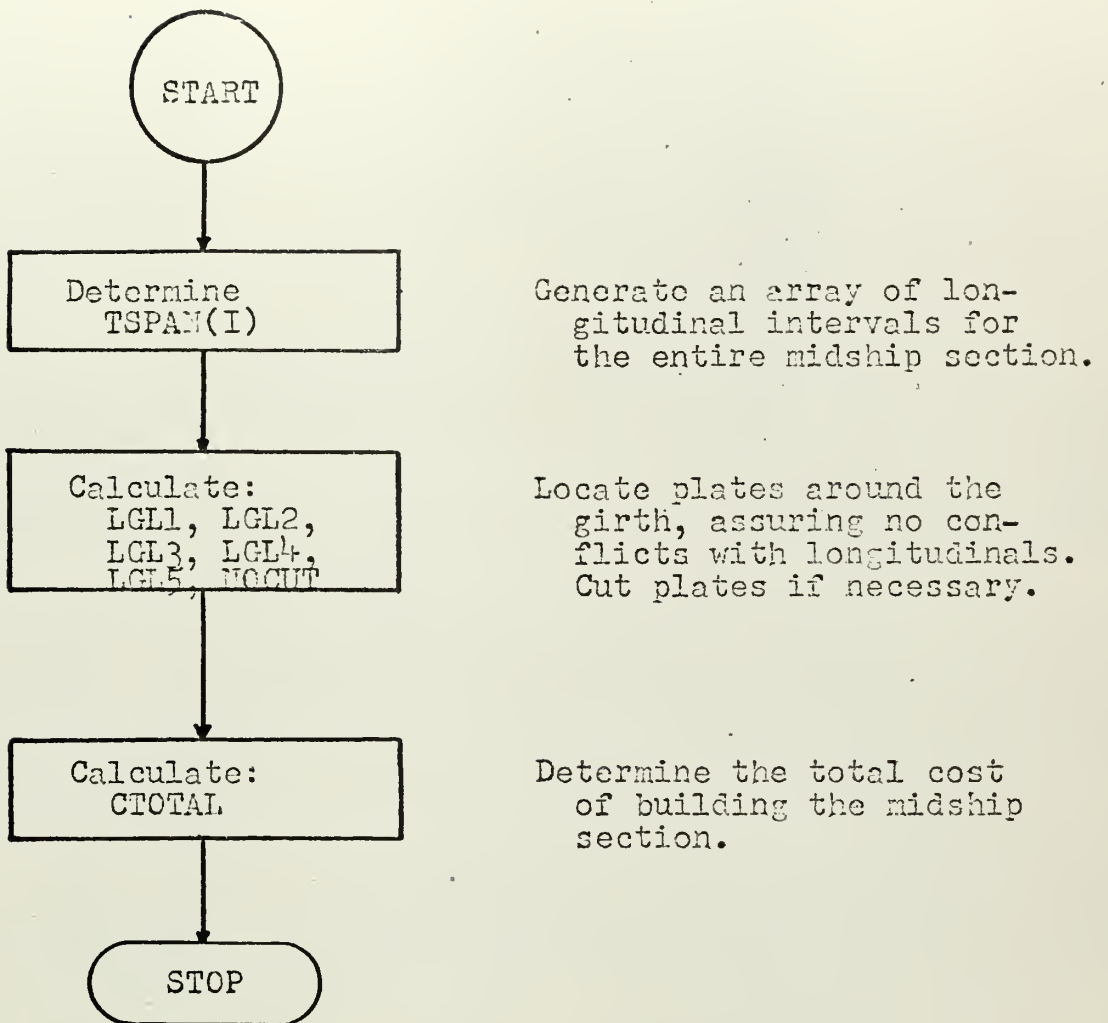 START
Determine
TSPAN(I)
Generate an array of lon-
gitudinal intervals for
the entire midship section.
Calculate:
LGL1, LGL2,
LGL3, LGL4,
LGL5, NOCUT
Locate plates around the
girth, assuring no con-
flicts with longitudinals.
Cut plates if necessary.
Calculate:
CTOTAL
Determine the total cost
of building the midship
section.
STOP